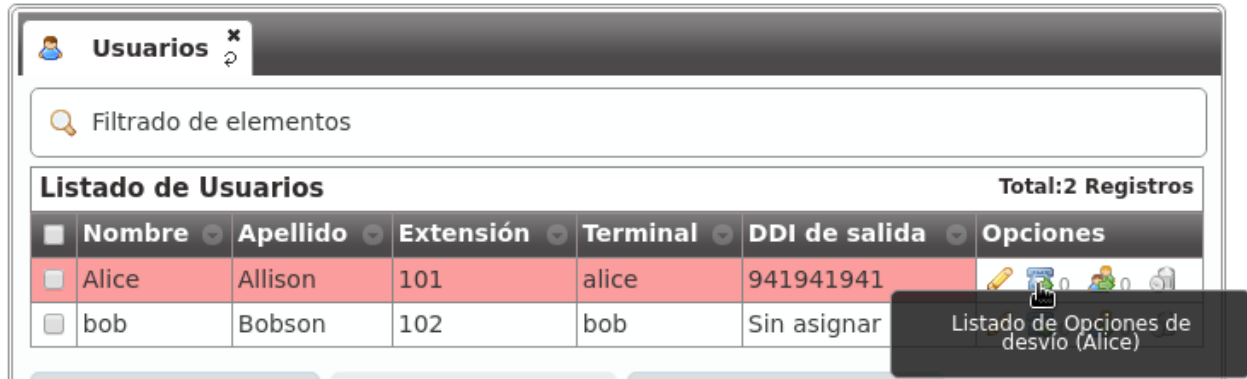 Usuarios
Filtrado de elementos
Listado de Usuarios Total:2 Registros
Nombre Apellido Extensión Terminal DDI de salida Opciones
Alice Allison 101 alice 941941941 0 0
bob Bobson 102 bob Sin asignar
Listado de Opciones de
desvío (Alice)